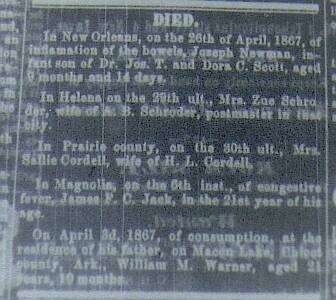 DIED.
In New Orleans, on the 26th of April, 1867, of
inflamation of the bowels, Joseph Newman, in-
fant son of Dr. Jos. T. and Dora C. Scott, aged
9 months and 14 days.
In Helena, on the 29th ult., Mrs. Zue Schro
der, wife of A. B. Schroder, postmaster in that
city.
In Prairie county, on the 30th ult., Mrs.
Sallie Cordell, wife of H. L. Cordell.
In Magnolia, on the 6th inst., of congestive
fever, James F. C. Jack, in the 21st year of his
age.
On April 3d, 1867, of consumption, at the
residence of his father, on Macon Lake, Chicot
county, Ark., William M. Warner, aged 21
years, 10 months.